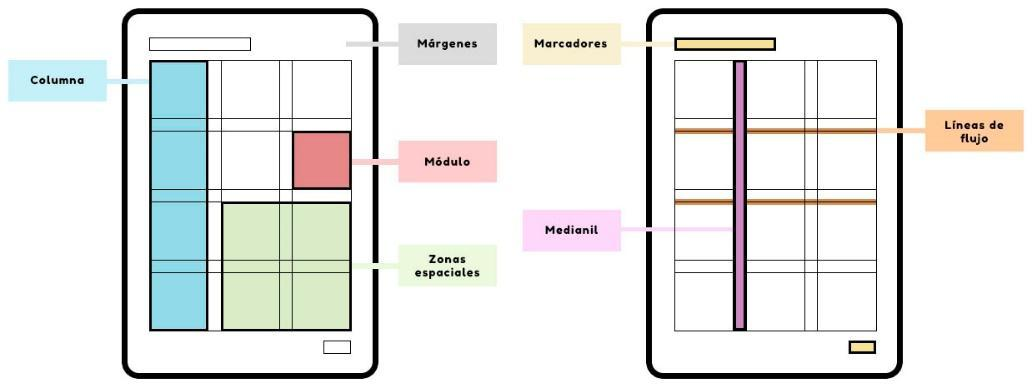 Márgenes
Marcadores
Columna
Líneas de
flujo
Módulo
Medianil
Zonas
espaciales